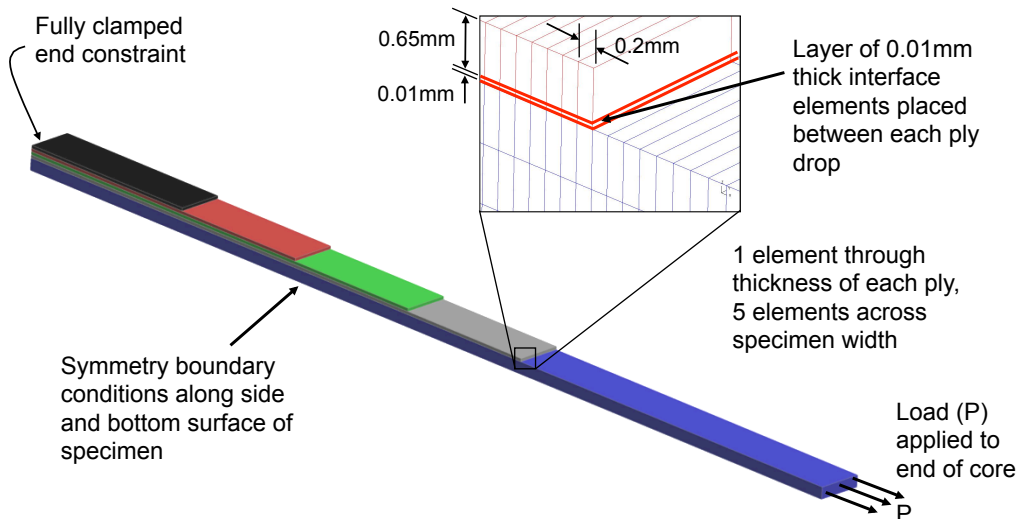 Fully clamped
end constraint
0.65mm
0.2mm
0.01mm
Layer of 0.01mm
thick interface
elements placed
between each ply
drop
1 element through
thickness of each ply,
5 elements across
specimen width
Symmetry boundary
conditions along side
and bottom surface of
specimen
Load (P)
applied to
end of core
P